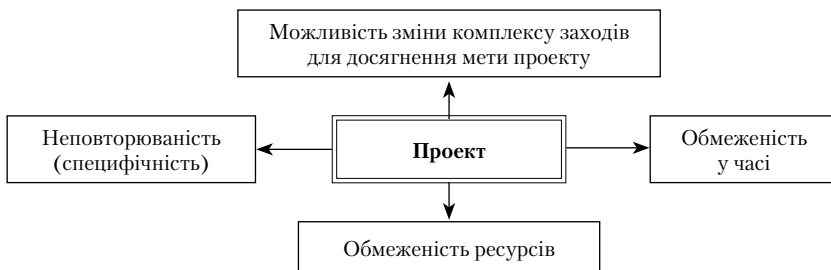 Можливість зміни комплексу заходів
для досягнення мети проекту
Неповторюваність
(специфічність)
Проект
Обмеженість
у часі
Обмеженість ресурсів